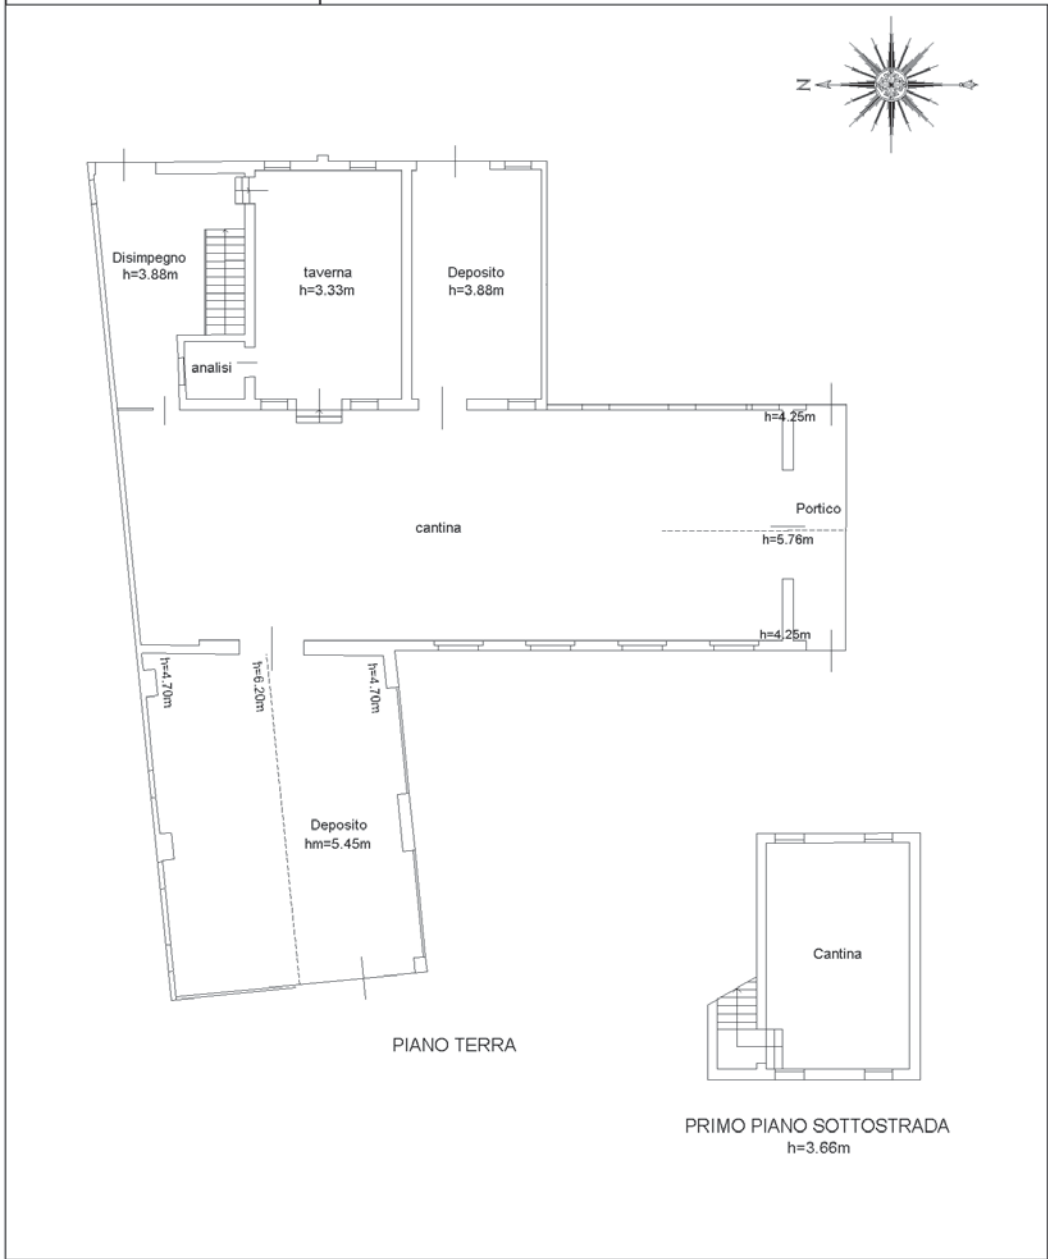 N
Disimpegno
h=3.88m
taverna
h=3.33m
Deposito
h=3.88m
analisi
h=4.25m
Portico
cantina
h=5.76m
h=4.25m
h=4.70m
h=6.20m
h=4.70m
Deposito
hm=5.45m
Cantina
PIANO TERRA
PRIMO PIANO SOTTOSTRADA
h=3.66m